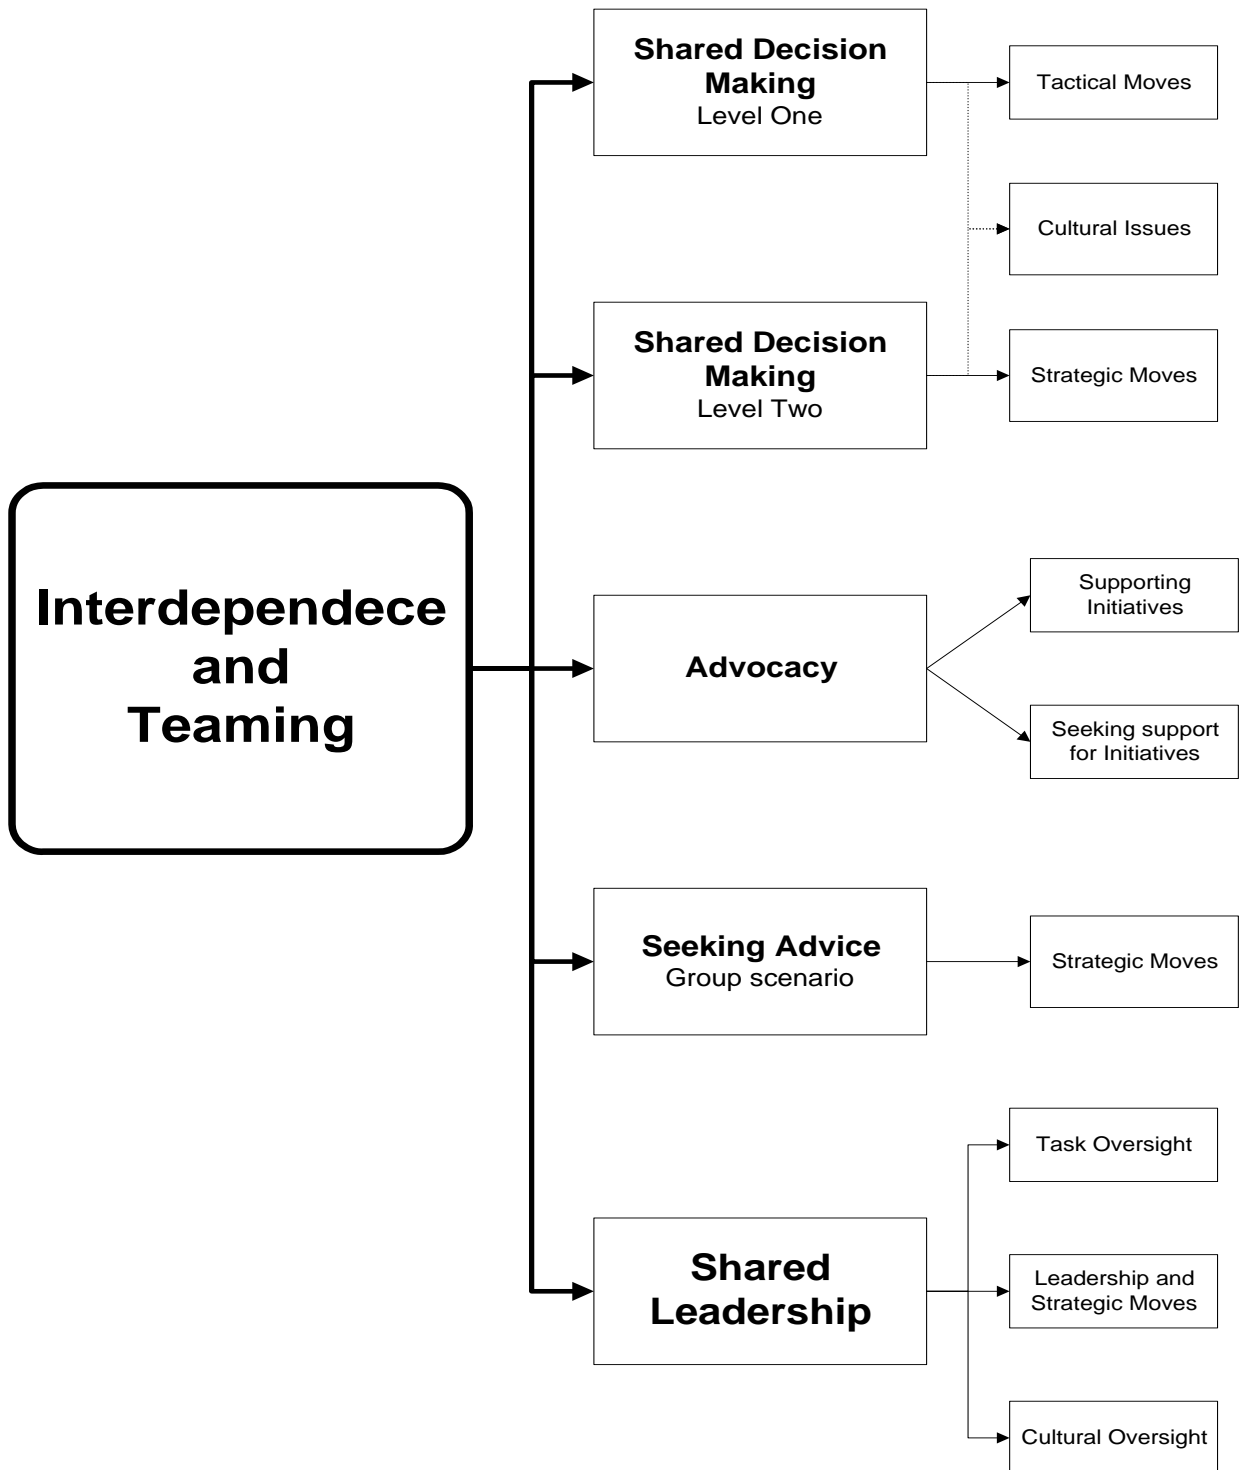 Shared Decision
Making
Level One
Tactical Moves
Cultural Issues
Shared Decision
Making
Level Two
Strategic Moves
Interdependece
and
Teaming
Advocacy
Supporting
Initiatives
Seeking support
for Initiatives
Seeking Advice
Group scenario
Strategic Moves
Shared
Leadership
Task Oversight
Leadership and
Strategic Moves
Cultural Oversight